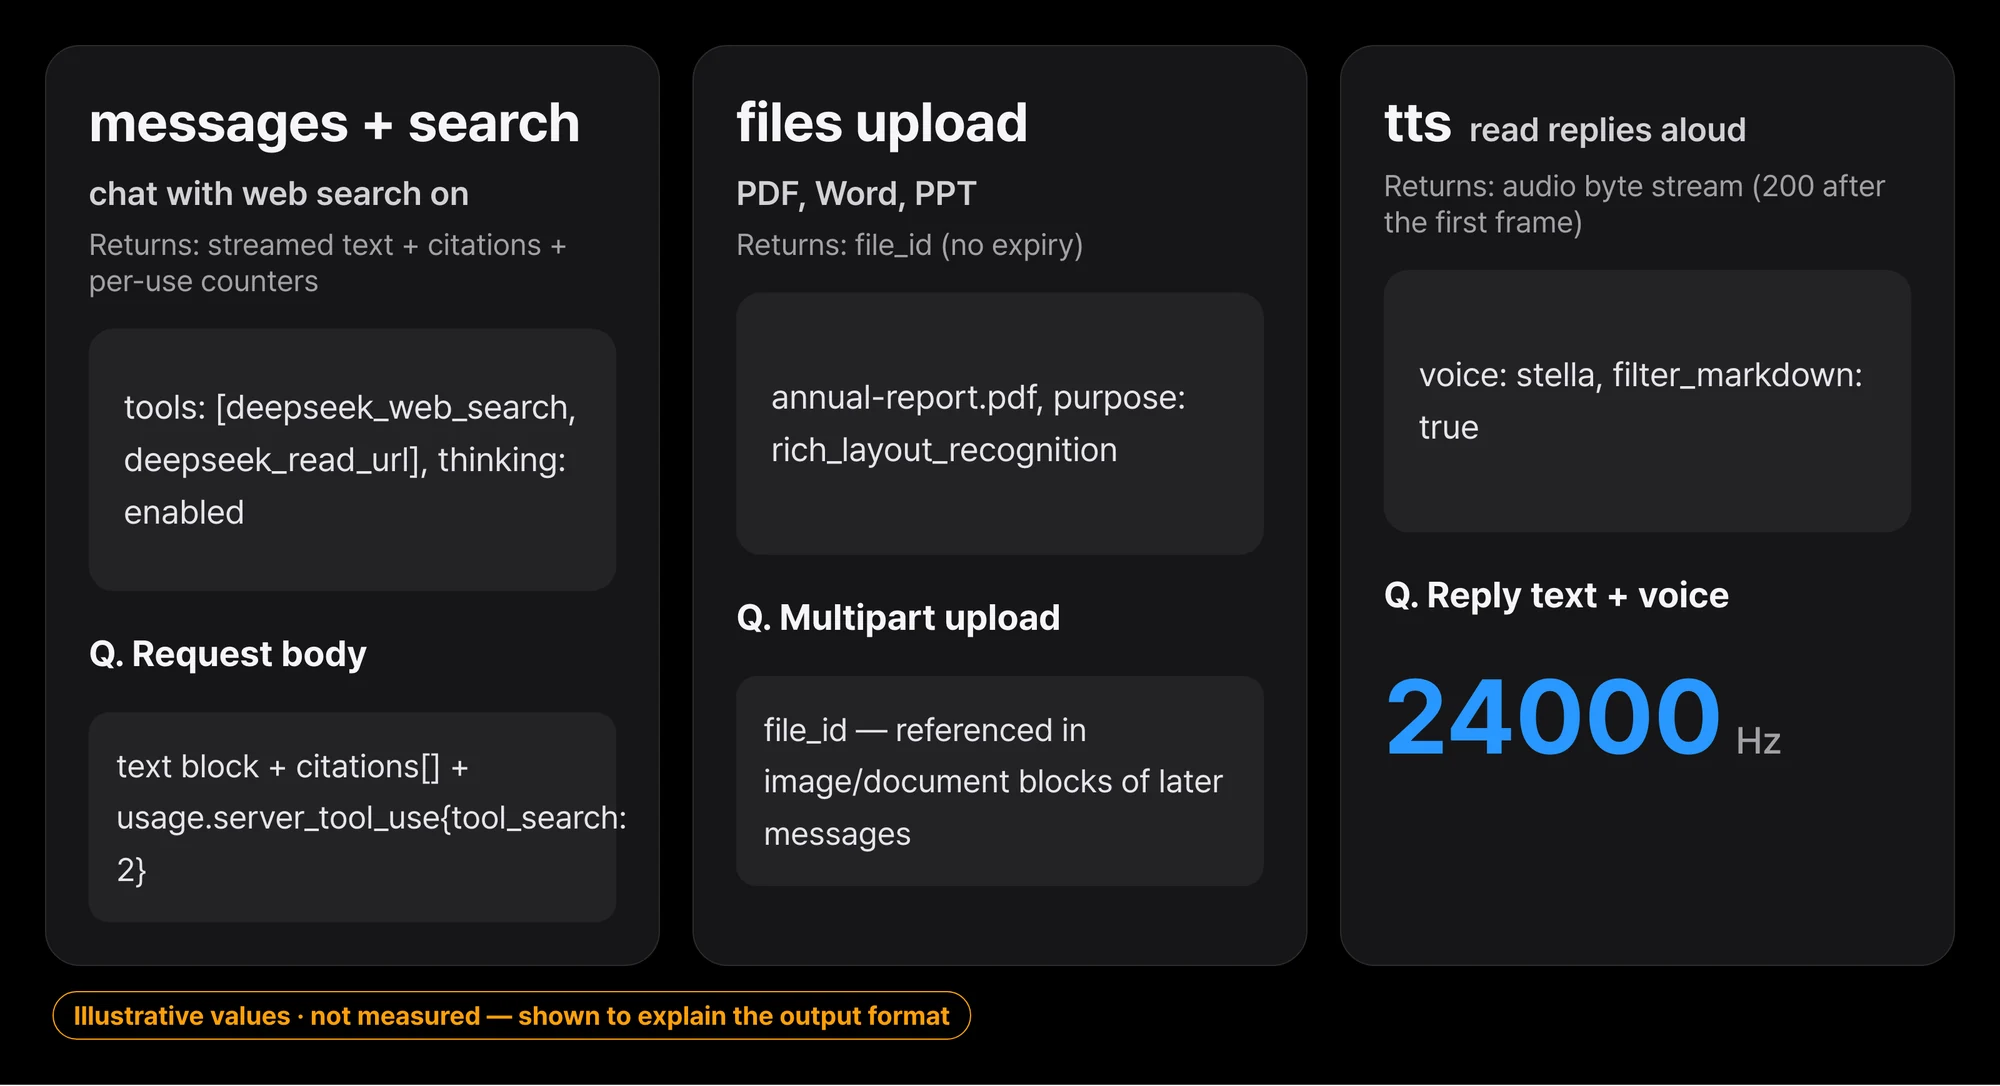 messages + search
chat with web search on
Returns: streamed text + citations +
per-use counters
tools: [deepseek_web_search,
deepseek_read_url], thinking:
enabled
Q. Request body
text block + citations[] +
usage.server_tool_use{tool_search:
2}
files upload
PDF, Word, PPT
Returns: file_id (no expiry)
annual-report.pdf, purpose:
rich_layout_recognition
Q. Multipart upload
file_id — referenced in
image/document blocks of later
messages
tts read replies aloud
Returns: audio byte stream (200 after
the first frame)
voice: stella, filter_markdown:
true
Q. Reply text + voice
24000 Hz
Illustrative values · not measured — shown to explain the output format